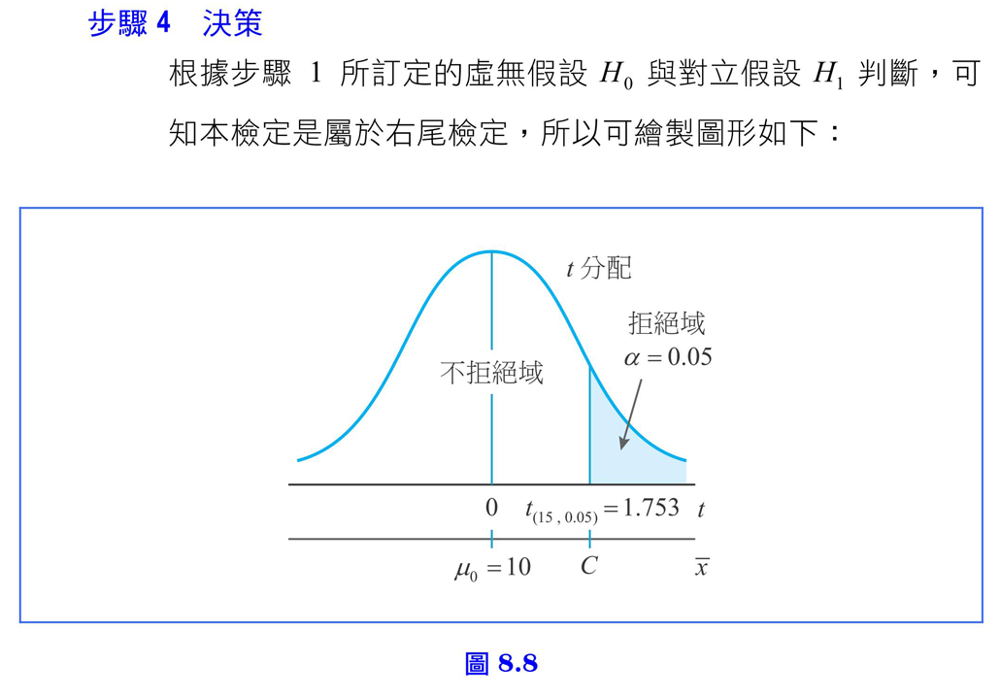 步驟 4 決策
根據步驟 1 所訂定的虛無假設 H₀ 與對立假設 H₁ 判斷，可
知本檢定是屬於右尾檢定，所以可繪製圖形如下：
t 分配
拒絕域
α = 0.05
不拒絕域
0 t₍₁₅ , ₀.₀₅₎ = 1.753 t
μ₀ = 10 C x̅
圖 8.8